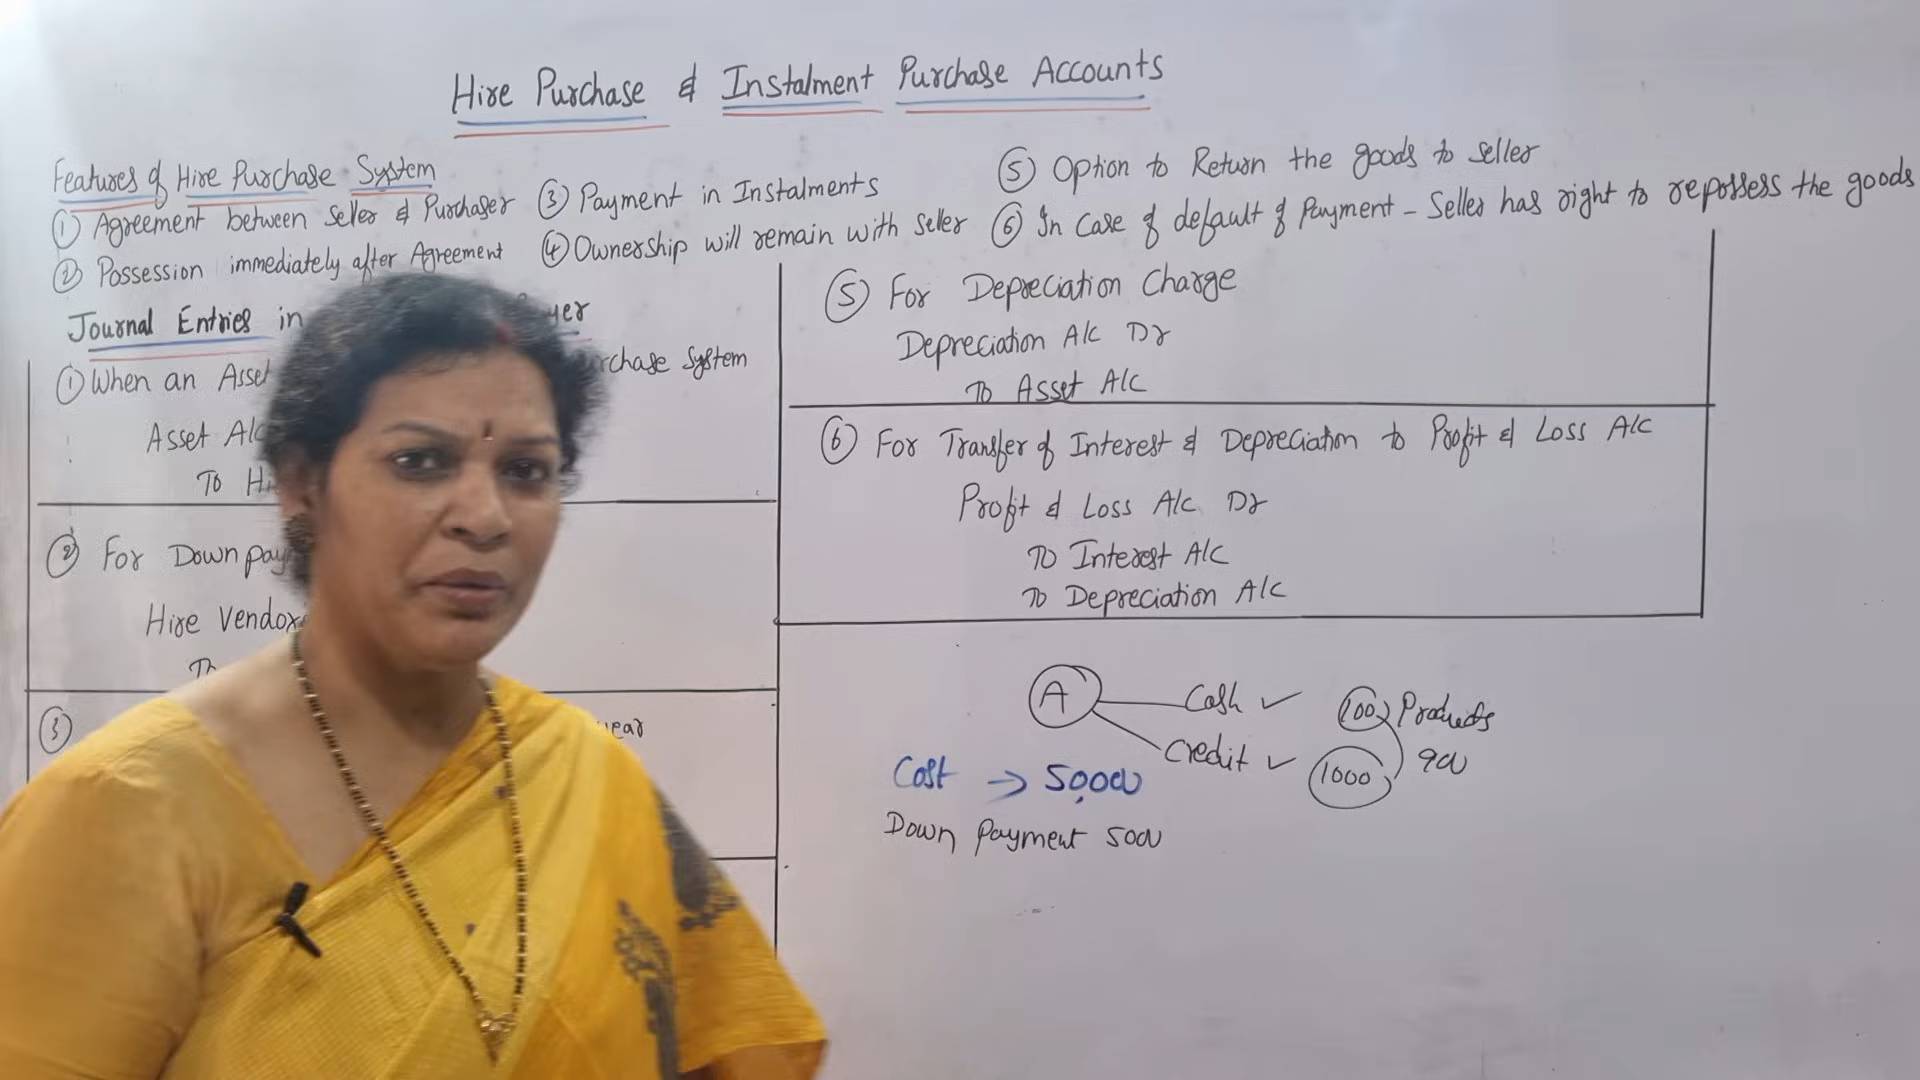 Hire Purchase & Instalment Purchase Accounts
Features of Hire Purchase System
① Agreement between Seller & Purchaser
② Possession immediately after Agreement
③ Payment in Instalments
④ Ownership will remain with Seller
⑤ Option to Return the goods to Seller
⑥ In Case of default of Payment - Seller has right to repossess the goods
Journal Entries in
① When an Asset
System
Asset A/c
To
② For Down
Hire Vendor
③
⑤ For Depreciation Charge
Depreciation A/c Dr
To Asset A/c
⑥ For Transfer of Interest & Depreciation to Profit & Loss A/c
Profit & Loss A/c Dr
To Interest A/c
To Depreciation A/c
A
Cash ✓
100 Products
Credit ✓
1000
900
Cost → 50,000
Down Payment 5000